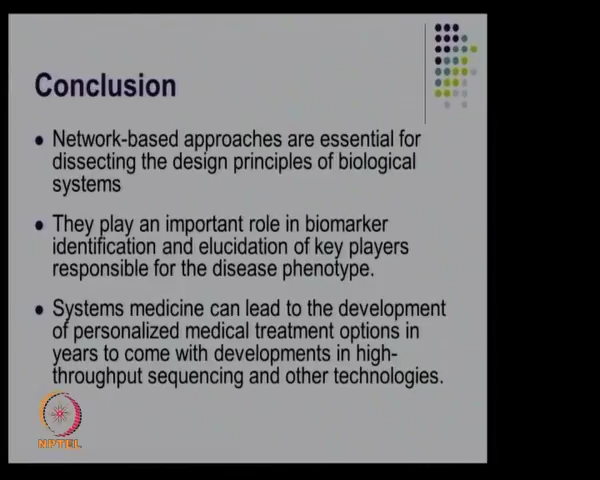 Conclusion
Network-based approaches are essential for
dissecting the design principles of biological
systems
They play an important role in biomarker
identification and elucidation of key players
responsible for the disease phenotype.
Systems medicine can lead to the development
of personalized medical treatment options in
years to come with developments in high-
throughput sequencing and other technologies.
NPTEL